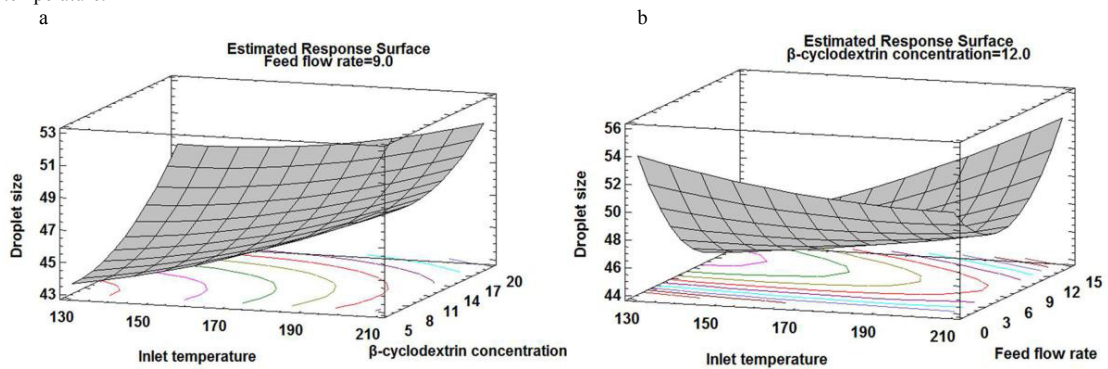 temperature.
a
b
Estimated Response Surface
Feed flow rate=9.0
53
51
49
47
45
43
Droplet size
130
150
170
190
210
Inlet temperature
5
8
11
14
17
20
β-cyclodextrin concentration
Estimated Response Surface
β-cyclodextrin concentration=12.0
56
54
52
50
48
46
44
Droplet size
130
150
170
190
210
Inlet temperature
0
3
6
9
12
15
Feed flow rate